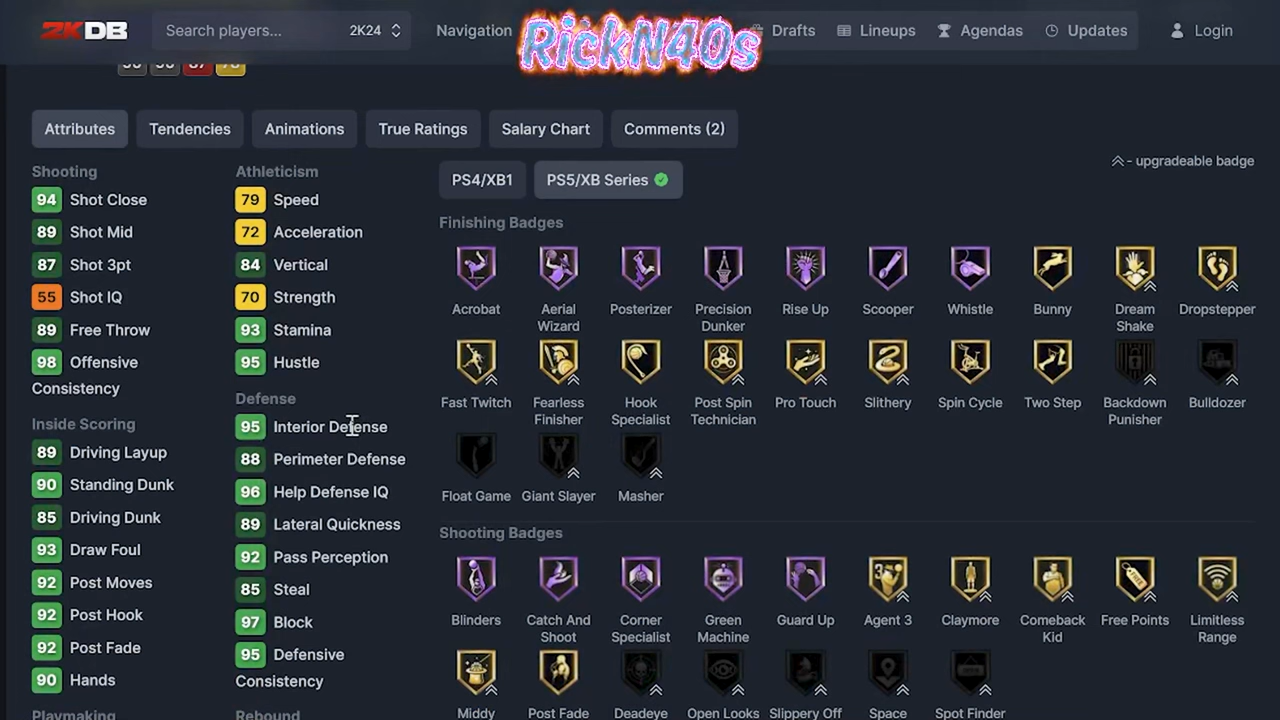 2KDB
Search players...
2K24
Navigation
RickN40s
Drafts
Lineups
Agendas
Updates
Login
Attributes
Tendencies
Animations
True Ratings
Salary Chart
Comments (2)
- upgradeable badge
Shooting
94 Shot Close
89 Shot Mid
87 Shot 3pt
55 Shot IQ
89 Free Throw
98 Offensive
Consistency
Inside Scoring
89 Driving Layup
90 Standing Dunk
85 Driving Dunk
93 Draw Foul
92 Post Moves
92 Post Hook
92 Post Fade
90 Hands
Playmaking
Athleticism
79 Speed
72 Acceleration
84 Vertical
70 Strength
93 Stamina
95 Hustle
Defense
95 Interior Defense
88 Perimeter Defense
96 Help Defense IQ
89 Lateral Quickness
92 Pass Perception
85 Steal
97 Block
95 Defensive
Consistency
Rebound
PS4/XB1
PS5/XB Series
Finishing Badges
Acrobat
Aerial
Wizard
Posterizer
Precision
Dunker
Rise Up
Scooper
Whistle
Bunny
Dream
Shake
Dropstepper
Fast Twitch
Fearless
Finisher
Hook
Specialist
Post Spin
Technician
Pro Touch
Slithery
Spin Cycle
Two Step
Backdown
Punisher
Bulldozer
Float Game
Giant Slayer
Masher
Shooting Badges
Blinders
Catch And
Shoot
Corner
Specialist
Green
Machine
Guard Up
Agent 3
Claymore
Comeback
Kid
Free Points
Limitless
Range
Middy
Post Fade
Deadeye
Open Looks
Slippery Off
Space
Spot Finder